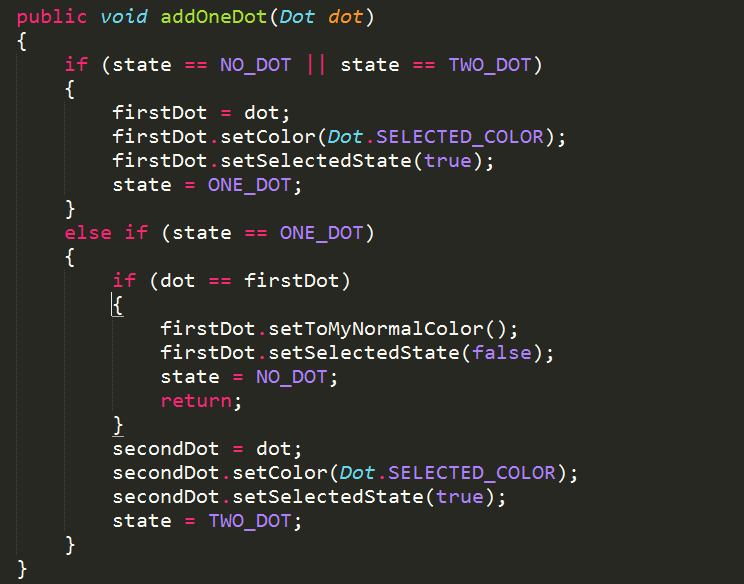 public void addOneDot(Dot dot)
{
    if (state == NO_DOT || state == TWO_DOT)
    {
        firstDot = dot;
        firstDot.setColor(Dot.SELECTED_COLOR);
        firstDot.setSelectedState(true);
        state = ONE_DOT;
    }
    else if (state == ONE_DOT)
    {
        if (dot == firstDot)
        {
            firstDot.setToMyNormalColor();
            firstDot.setSelectedState(false);
            state = NO_DOT;
            return;
        }
        secondDot = dot;
        secondDot.setColor(Dot.SELECTED_COLOR);
        secondDot.setSelectedState(true);
        state = TWO_DOT;
    }
}